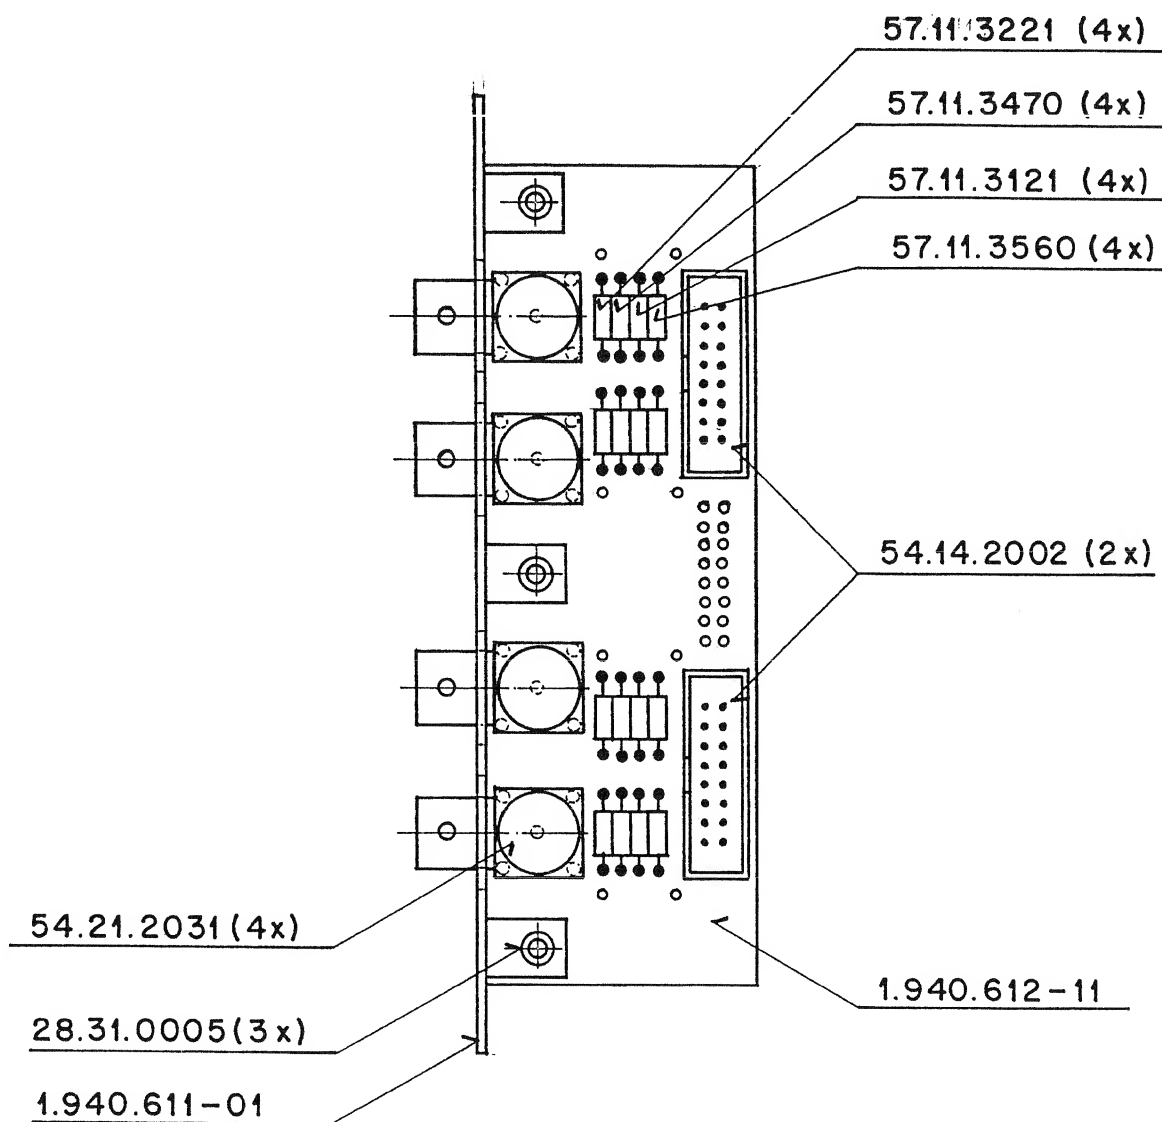 57.11.3221 (4x)
57.11.3470 (4x)
57.11.3121 (4x)
57.11.3560 (4x)
54.14.2002 (2x)
54.21.2031 (4x)
1.940.612-11
28.31.0005 (3x)
1.940.611-01